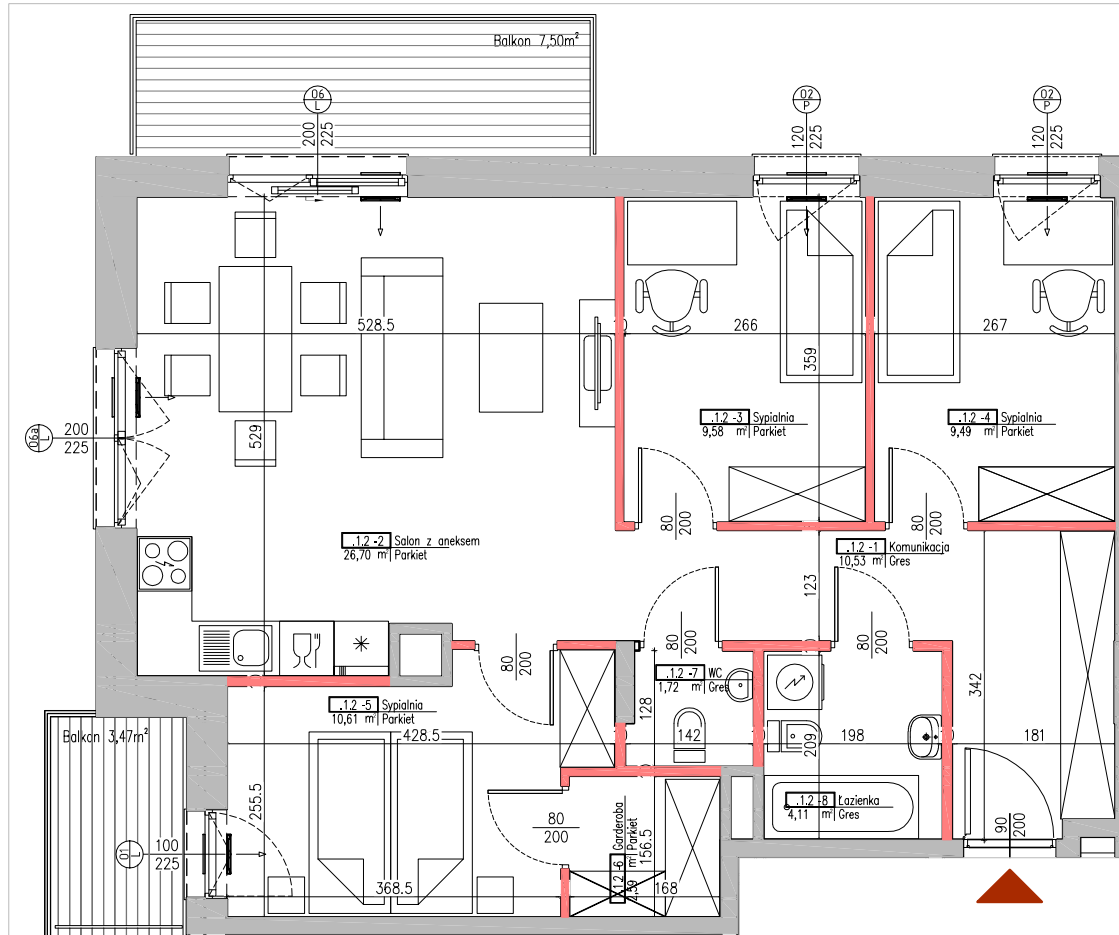 Balkon 7,50m²
06
L
200
225
02
P
120
225
02
P
120
225
528.5
266
267
359
529
06a
L
200
225
.1.2 -3 Sypialnia
9,58 m² Parkiet
.1.2 -4 Sypialnia
9,49 m² Parkiet
80
200
80
200
.1.2 -2 Salon z aneksem
26,70 m² Parkiet
.1.2 -1 Komunikacja
10,53 m² Gres
123
80
200
80
200
80
200
.1.2 -7 WC
1,72 m² Gres
342
128
.1.2 -5 Sypialnia
10,61 m² Parkiet
Balkon 3,47m²
428.5
142
209
198
181
255.5
80
200
.1.2 -8 Łazienka
4,11 m² Gres
90
200
01
L
100
225
.1.2 -6 Garderoba
m² Parkiet
156.5
368.5
168